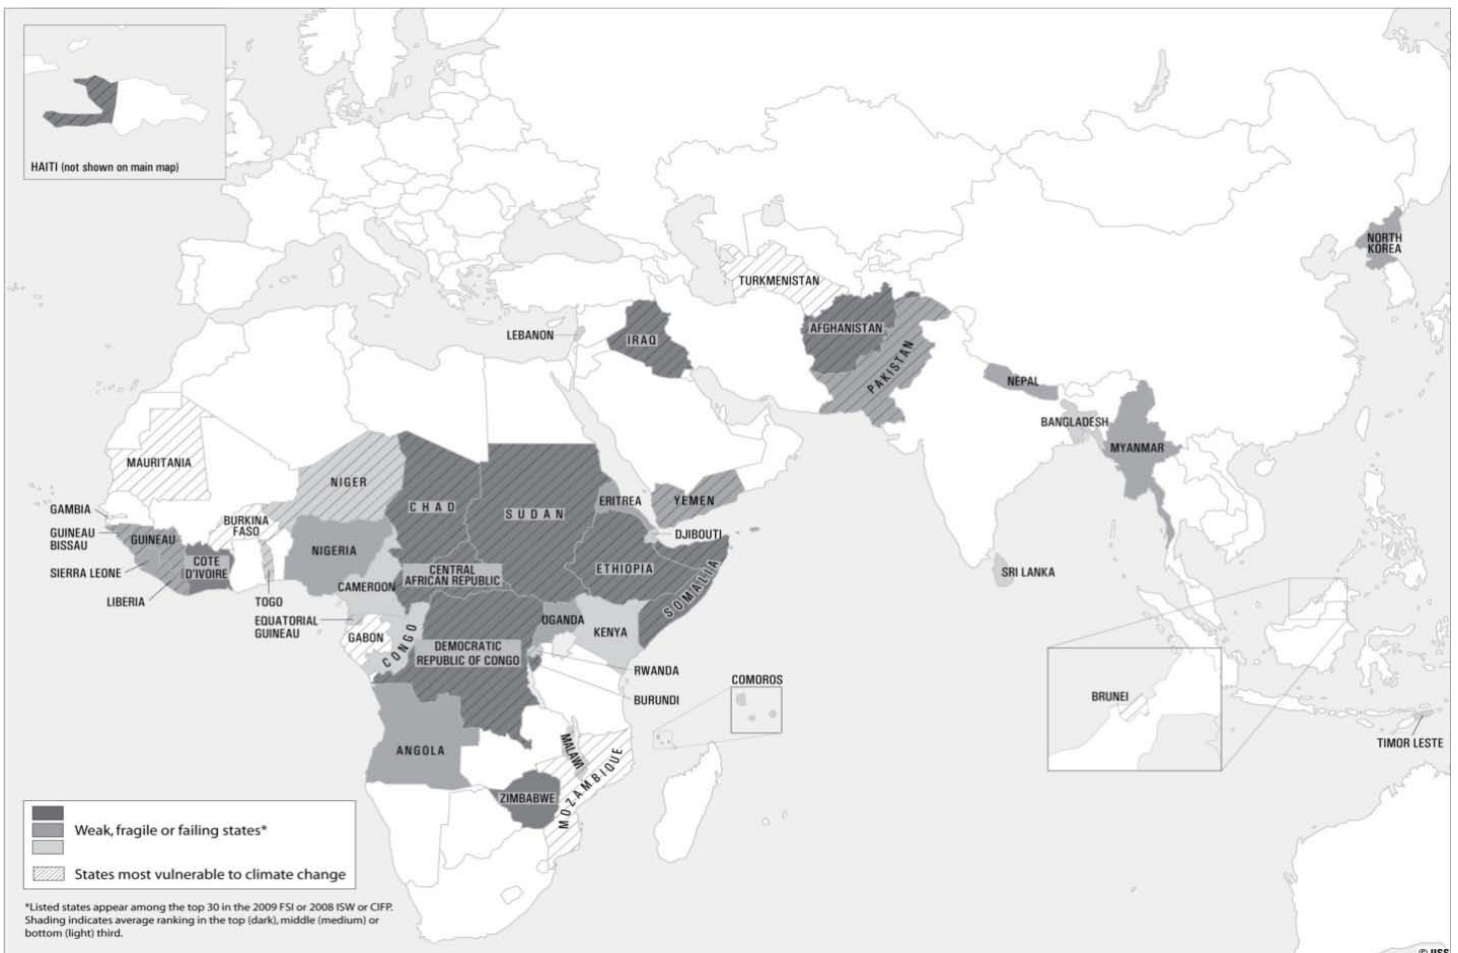 HAITI (not shown on main map)
NORTH
KOREA
TURKMENISTAN
LEBANON
IRAQ
AFGHANISTAN
PAKISTAN
NEPAL
BANGLADESH
MYANMAR
MAURITANIA
NIGER
CHAD
SUDAN
ERITREA
YEMEN
GAMBIA
GUINEAU
BISSAU
GUINEAU
BURKINA
FASO
NIGERIA
DJIBOUTI
COTE
D'IVOIRE
SIERRA LEONE
CENTRAL
AFRICAN REPUBLIC
ETHIOPIA
SOMALIA
SRI LANKA
LIBERIA
TOGO
CAMEROON
EQUATORIAL
GUINEAU
GABON
CONGO
UGANDA
KENYA
DEMOCRATIC
REPUBLIC OF CONGO
RWANDA
BURUNDI
COMOROS
BRUNEI
TIMOR LESTE
ANGOLA
MALAWI
MOZAMBIQUE
ZIMBABWE
Weak, fragile or failing states*
States most vulnerable to climate change
*Listed states appear among the top 30 in the 2009 FSI or 2008 ISW or CIFP.
Shading indicates average ranking in the top (dark), middle (medium) or
bottom (light) third.
© IISS